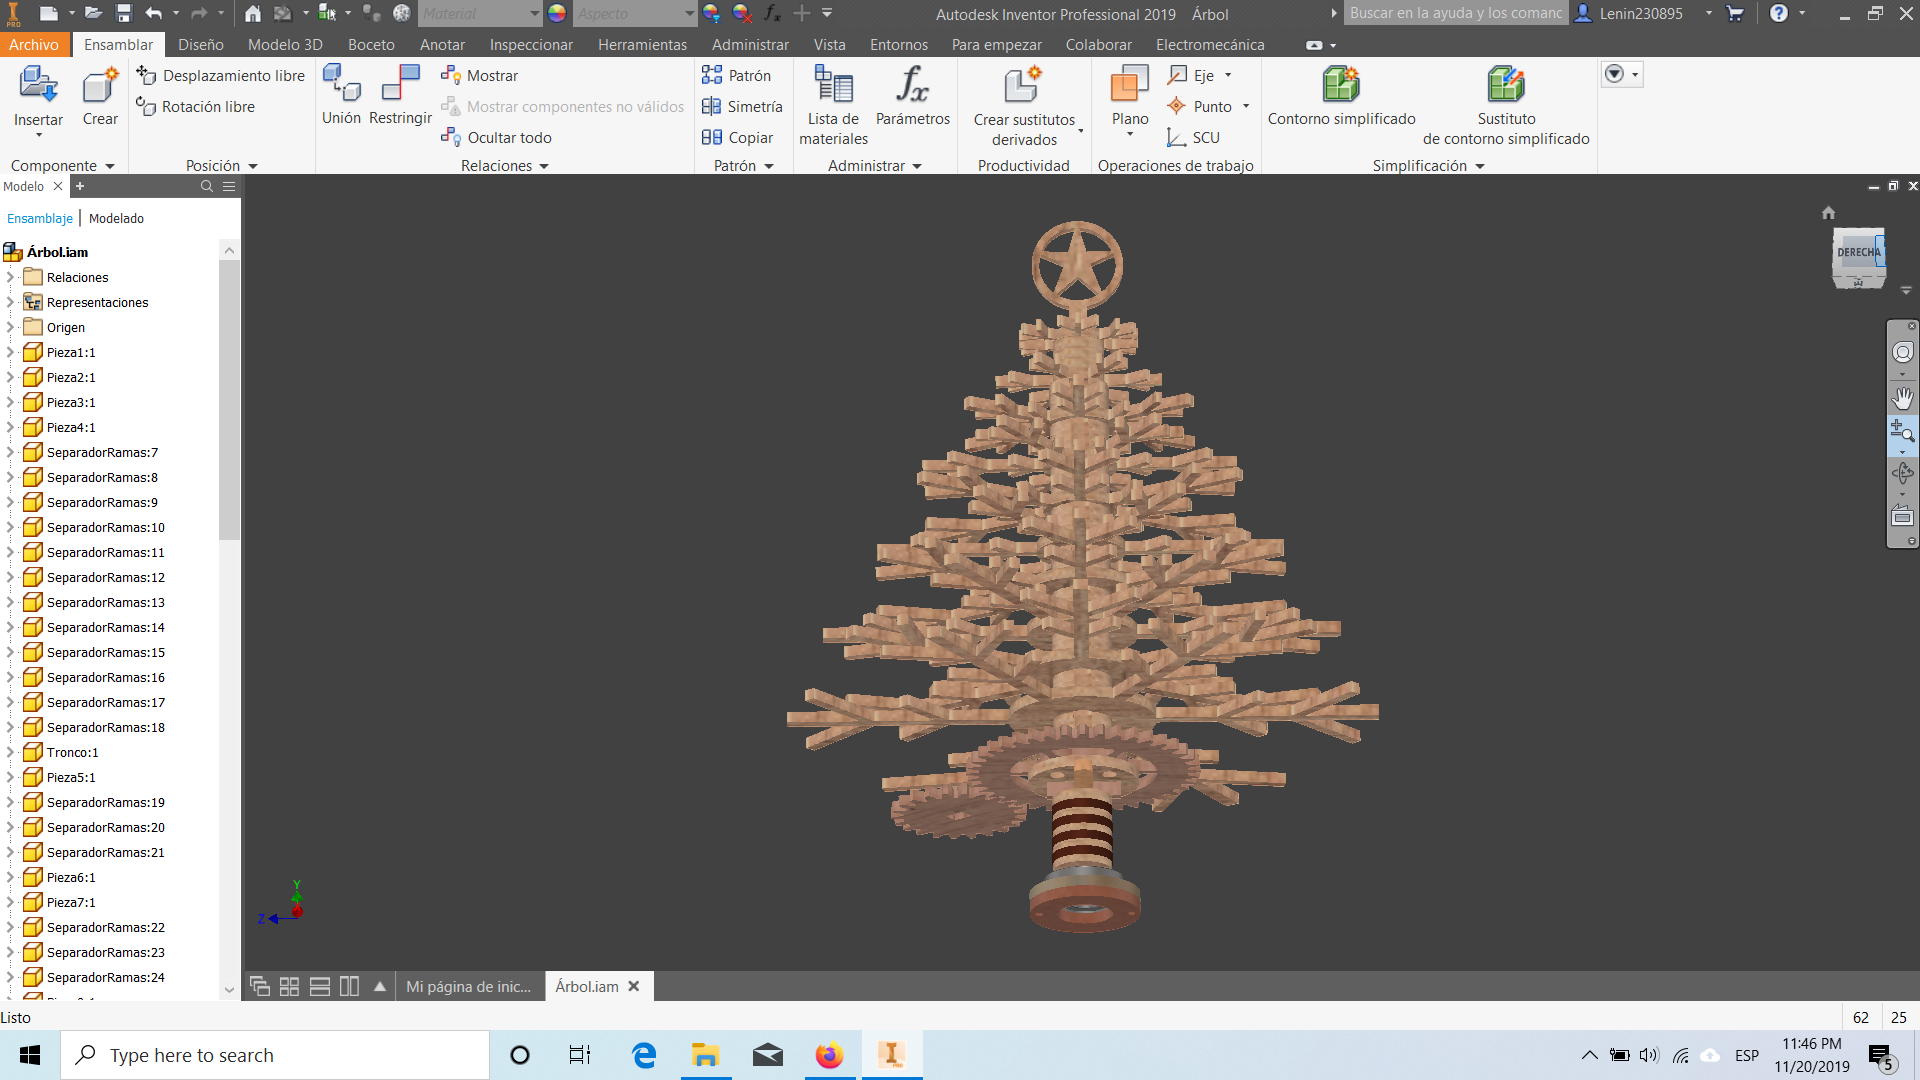 PRO
Material
Aspecto
Autodesk Inventor Professional 2019 Árbol
Buscar en la ayuda y los comanc
Lenin230895
Archivo Ensamblar Diseño Modelo 3D Boceto Anotar Inspeccionar Herramientas Administrar Vista Entornos Para empezar Colaborar Electromecánica
Insertar
Crear
Desplazamiento libre
Rotación libre
Unión
Restringir
Mostrar
Mostrar componentes no válidos
Ocultar todo
Patrón
Simetría
Copiar
Lista de
materiales
Parámetros
Crear sustitutos
derivados
Plano
Eje
Punto
SCU
Contorno simplificado
Sustituto
de contorno simplificado
Componente Posición Relaciones Patrón Administrar Productividad Operaciones de trabajo Simplificación
Modelo
Ensamblaje Modelado
Árbol.iam
Relaciones
Representaciones
Origen
Pieza1:1
Pieza2:1
Pieza3:1
Pieza4:1
SeparadorRamas:7
SeparadorRamas:8
SeparadorRamas:9
SeparadorRamas:10
SeparadorRamas:11
SeparadorRamas:12
SeparadorRamas:13
SeparadorRamas:14
SeparadorRamas:15
SeparadorRamas:16
SeparadorRamas:17
SeparadorRamas:18
Tronco:1
Pieza5:1
SeparadorRamas:19
SeparadorRamas:20
SeparadorRamas:21
Pieza6:1
Pieza7:1
SeparadorRamas:22
SeparadorRamas:23
SeparadorRamas:24
DERECHA
Y
Z
Mi página de inic...
Árbol.iam
Listo
62 25
Type here to search
ESP
11:46 PM
11/20/2019
5